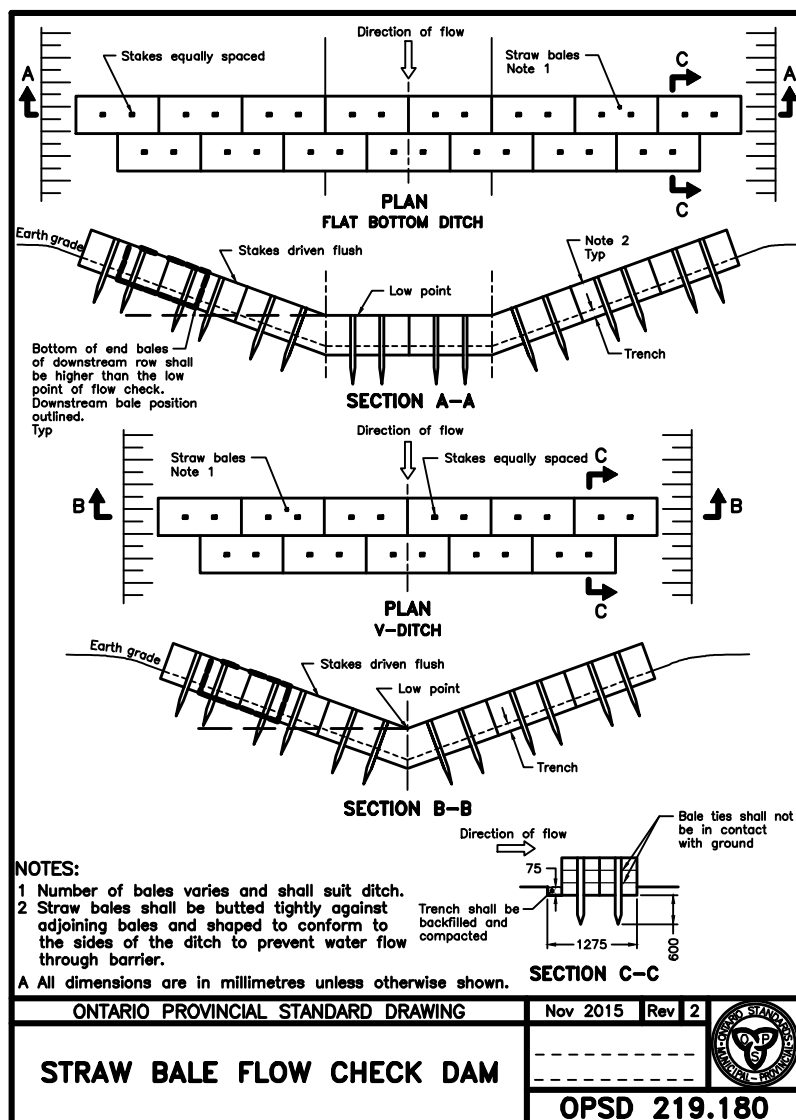 Direction of flow
Stakes equally spaced
Straw bales
Note 1
C
A
A
C
PLAN
FLAT BOTTOM DITCH
Earth grade
Stakes driven flush
Note 2
Typ
Low point
Trench
Bottom of end bales
of downstream row shall
be higher than the low
point of flow check.
Downstream bale position
outlined.
Typ
SECTION A-A
Direction of flow
Straw bales
Note 1
Stakes equally spaced
C
B
B
C
PLAN
V-DITCH
Earth grade
Stakes driven flush
Low point
Trench
SECTION B-B
Direction of flow
Bale ties shall not
be in contact
with ground
75
Trench shall be
backfilled and
compacted
1275
600
SECTION C-C
NOTES:
1 Number of bales varies and shall suit ditch.
2 Straw bales shall be butted tightly against
adjoining bales and shaped to conform to
the sides of the ditch to prevent water flow
through barrier.
A All dimensions are in millimetres unless otherwise shown.
ONTARIO PROVINCIAL STANDARD DRAWING
Nov 2015
Rev
2
ONTARIO STANDARDS
MUNICIPAL-PROVINCIAL
O P
S
STRAW BALE FLOW CHECK DAM
OPSD 219.180